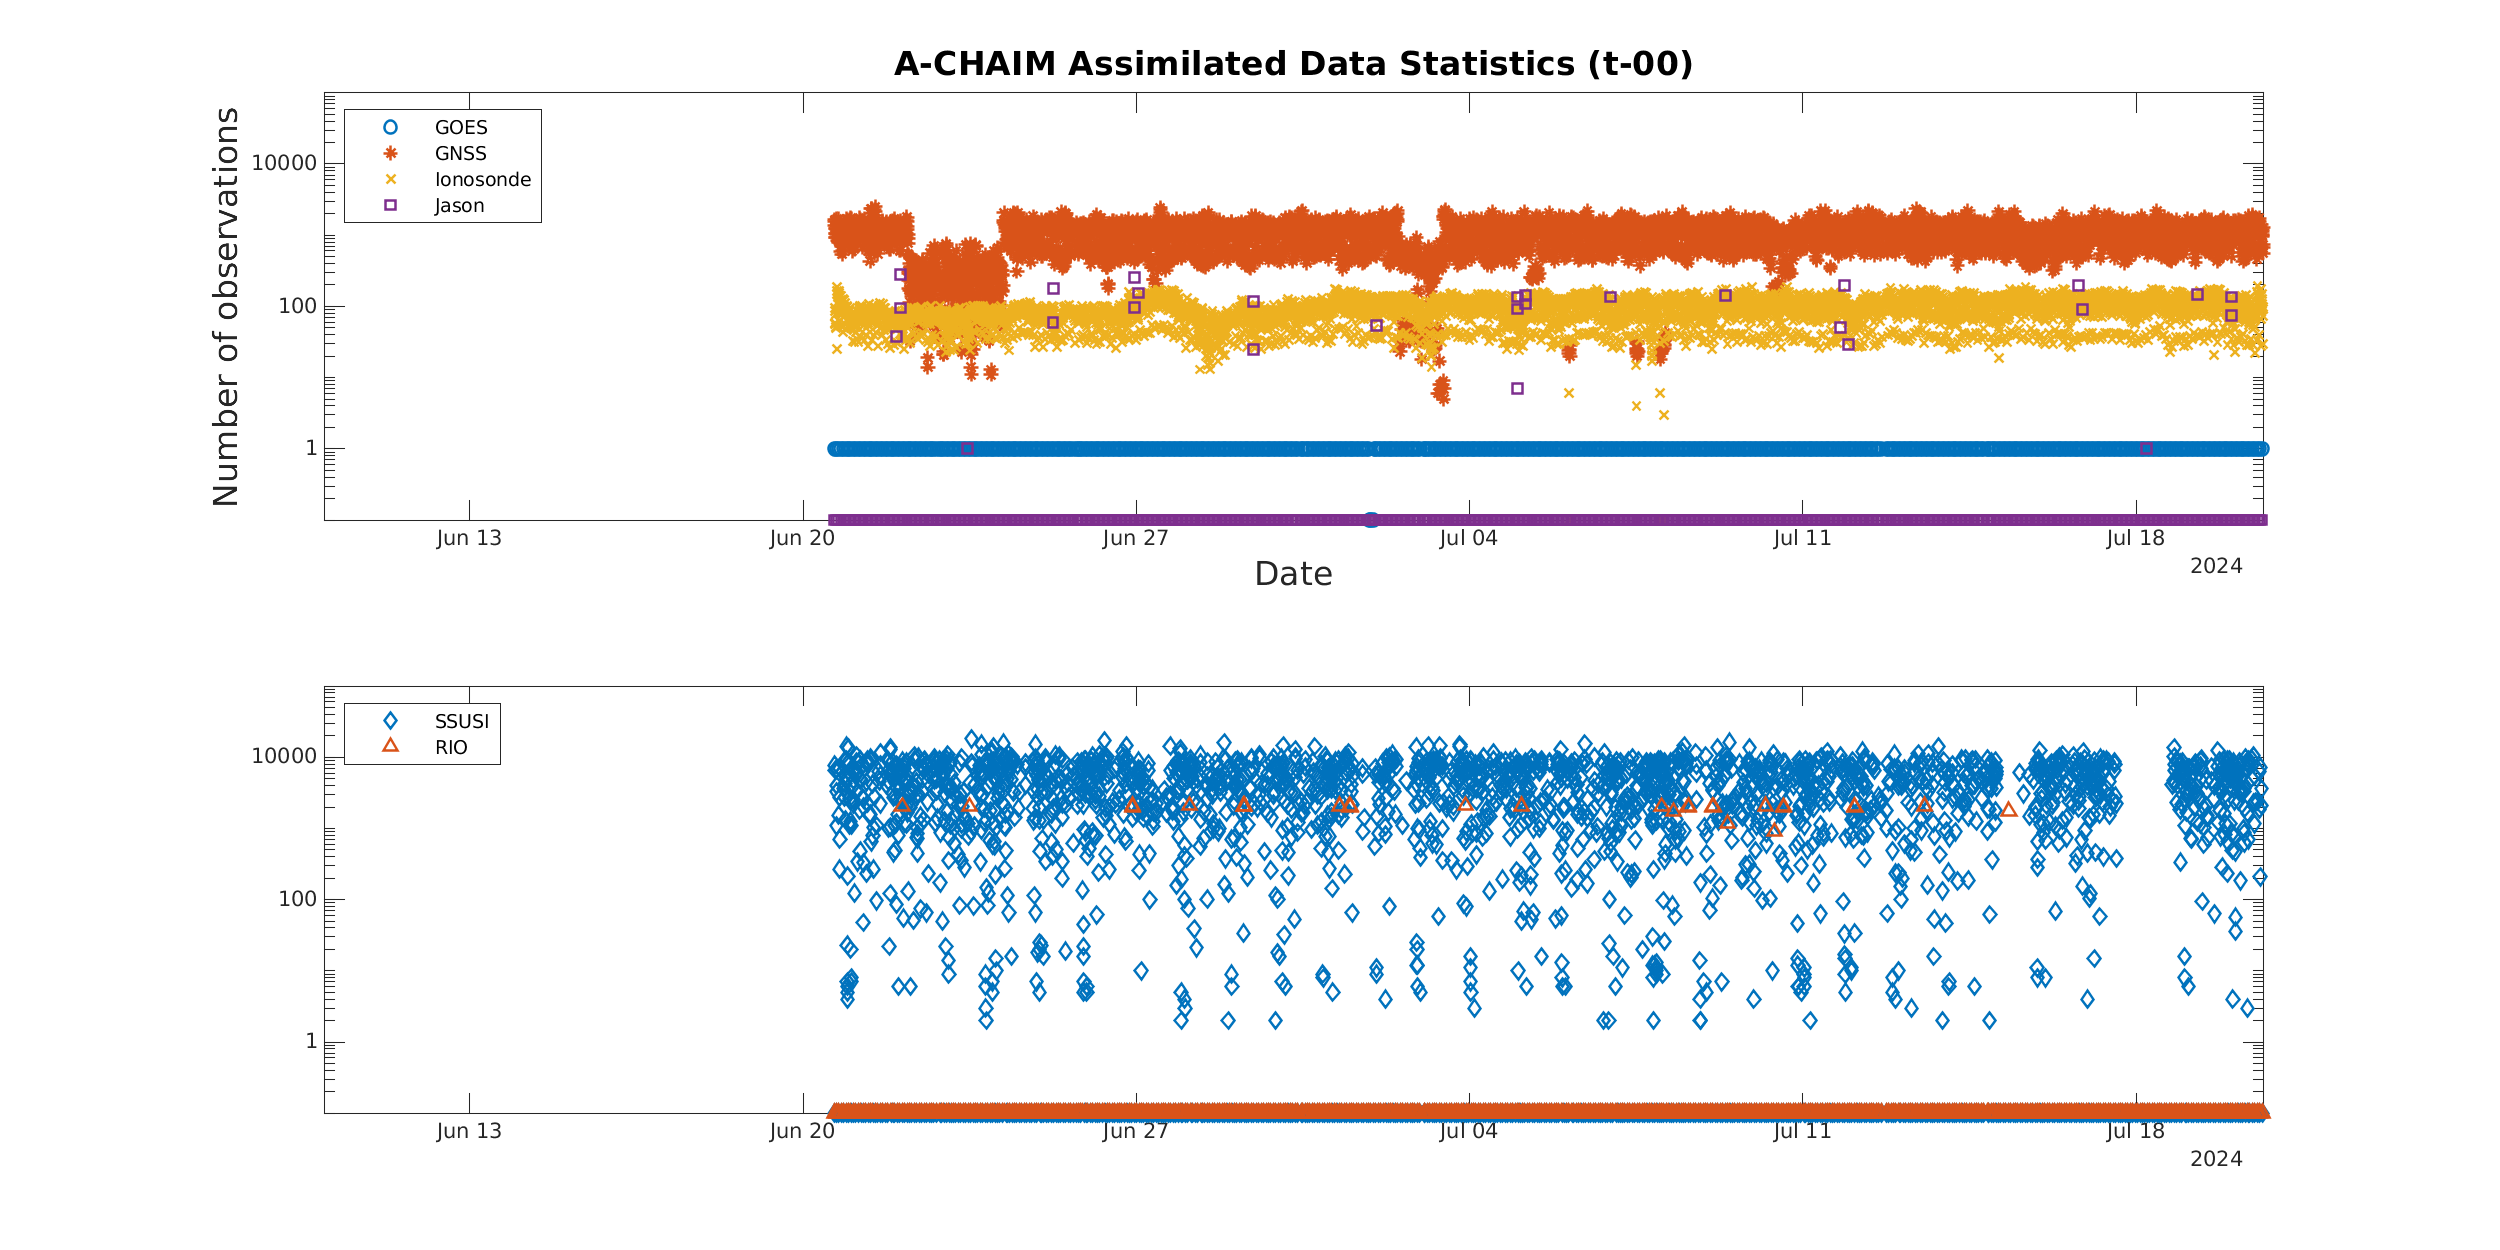 A-CHAIM Assimilated Data Statistics (t-00)
Number of observations
10000
100
1
GOES
GNSS
Ionosonde
Jason
Jun 13 Jun 20 Jun 27 Jul 04 Jul 11 Jul 18
2024
Date
10000
100
1
SSUSI
RIO
Jun 13 Jun 20 Jun 27 Jul 04 Jul 11 Jul 18
2024